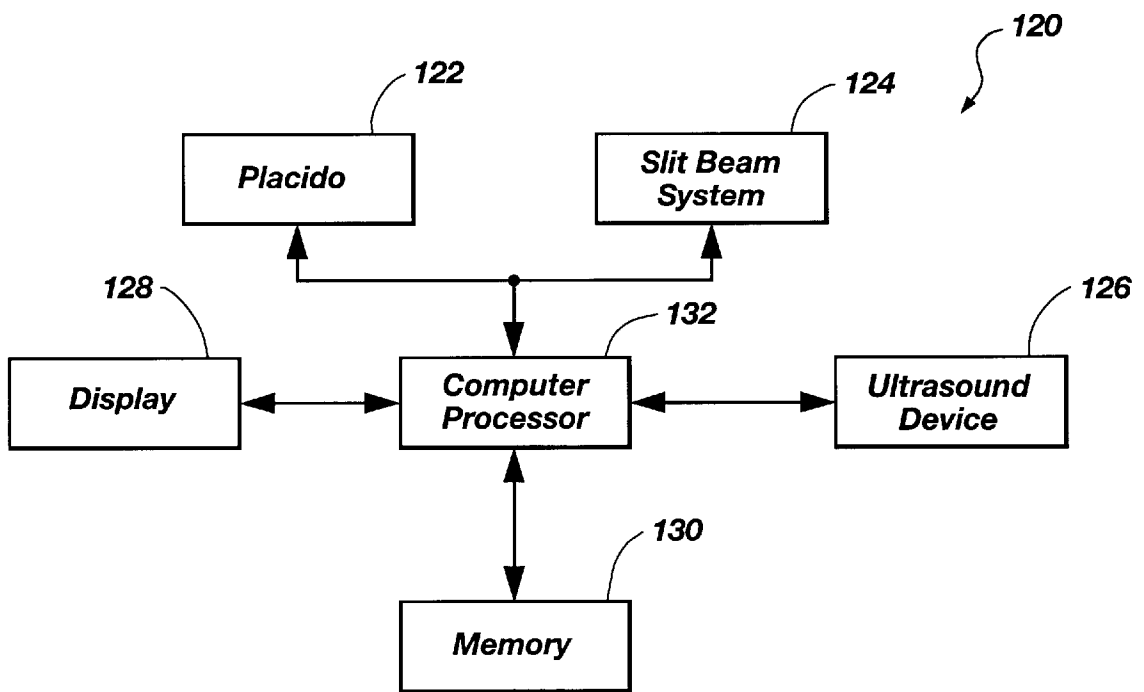 120
122
124
Placido
Slit Beam
System
128
132
126
Display
Computer
Processor
Ultrasound
Device
130
Memory